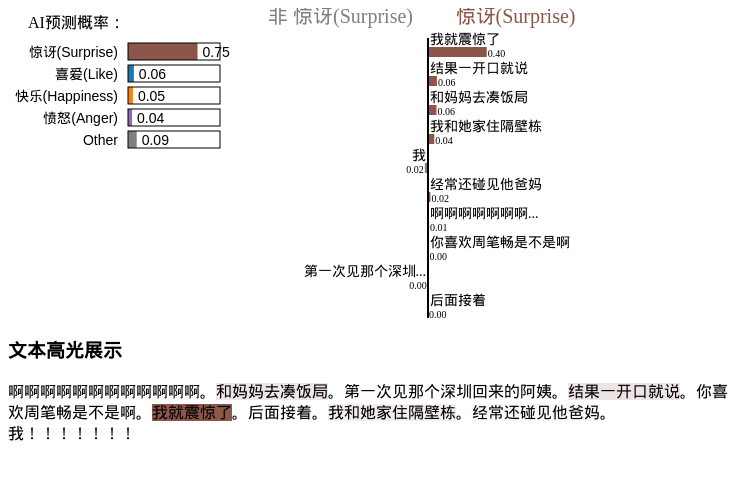 AI预测概率：
惊讶(Surprise) 0.75
喜爱(Like) 0.06
快乐(Happiness) 0.05
愤怒(Anger) 0.04
Other 0.09
非 惊讶(Surprise) 惊讶(Surprise)
我就震惊了
0.40
结果一开口就说
0.06
和妈妈去凑饭局
0.06
我和她家住隔壁栋
0.04
我
0.02
经常还碰见他爸妈
0.02
啊啊啊啊啊啊啊...
0.01
你喜欢周笔畅是不是啊
0.00
第一次见那个深圳...
0.00
后面接着
0.00
文本高光展示
啊啊啊啊啊啊啊啊啊啊啊啊。和妈妈去凑饭局。第一次见那个深圳回来的阿姨。结果一开口就说。你喜
欢周笔畅是不是啊。我就震惊了。后面接着。我和她家住隔壁栋。经常还碰见他爸妈。
我！！！！！！！